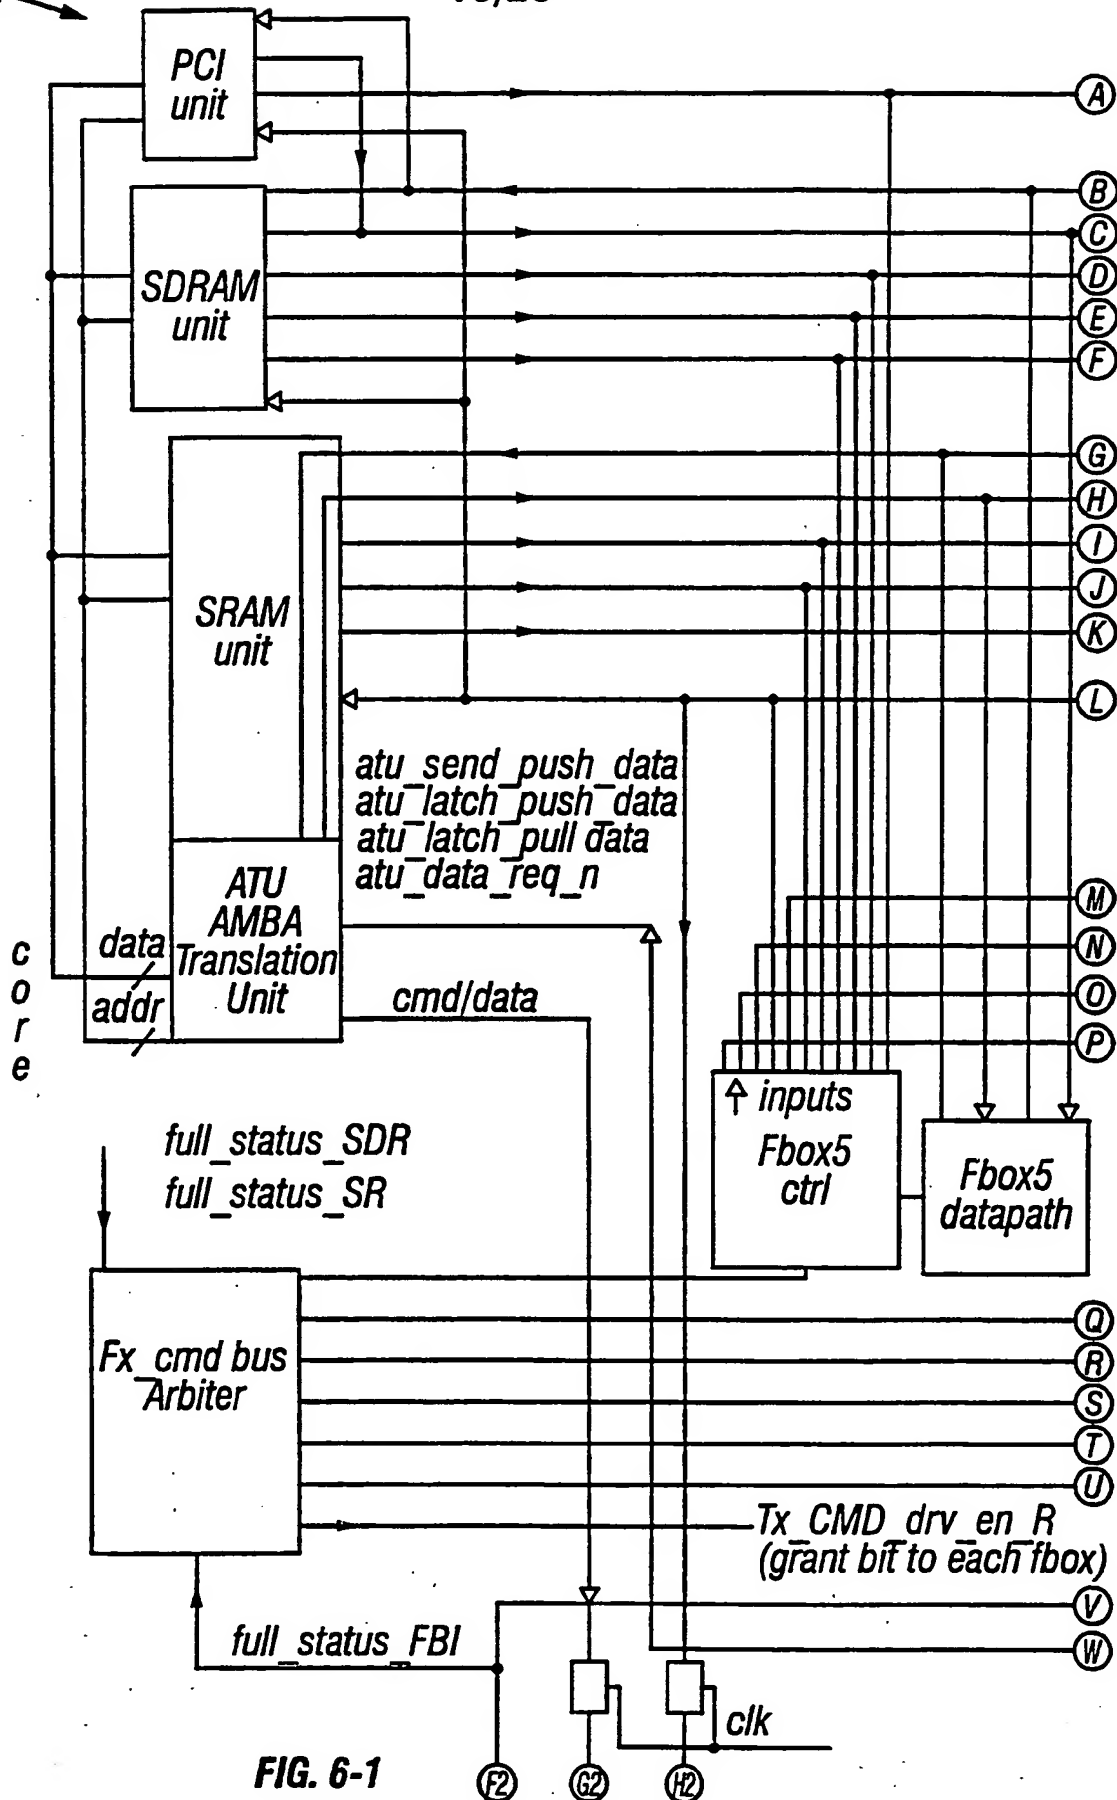 PCI
unit
A
B
C
SDRAM
unit
D
E
F
G
H
I
J
SRAM
unit
K
L
atu_send_push_data
atu_latch_push_data
atu_latch_pull data
atu_data_req_n
ATU
AMBA
Translation
Unit
M
N
O
P
core
data
addr
cmd/data
inputs
Fbox5
ctrl
Fbox5
datapath
full_status_SDR
full_status_SR
Fx_cmd bus
Arbiter
Q
R
S
T
U
Tx_CMD_drv_en_R
(grant bit to each fbox)
V
full_status_FBI
W
clk
FIG. 6-1
F2
G2
H2